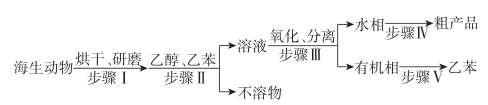 海生动物
烘干、研磨
步骤Ⅰ
乙醇、乙苯
步骤Ⅱ
溶液
氧化、分离
步骤Ⅲ
水相
步骤Ⅳ
粗产品
有机相
步骤Ⅴ
乙苯
不溶物